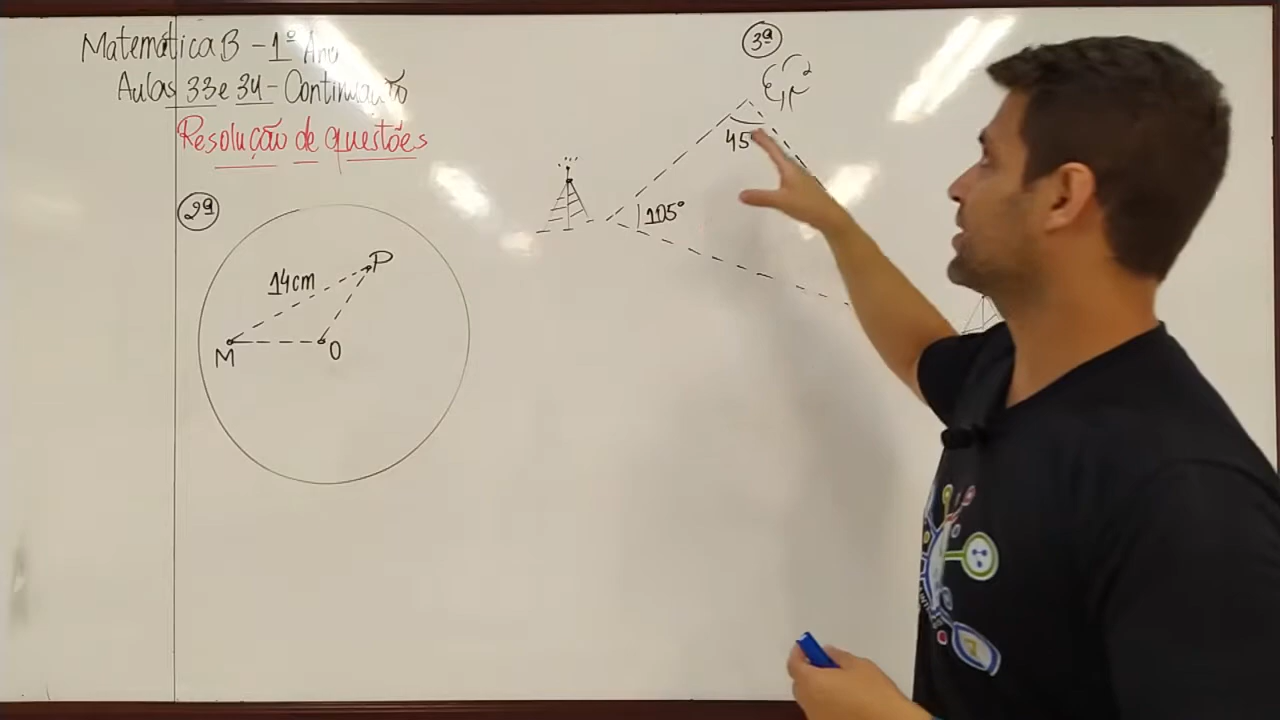 Matemática B - 1º Ano
Aulas 33 e 34 - Continuação
Resolução de questões
2ª
14cm
P
M
O
3ª
45°
105°